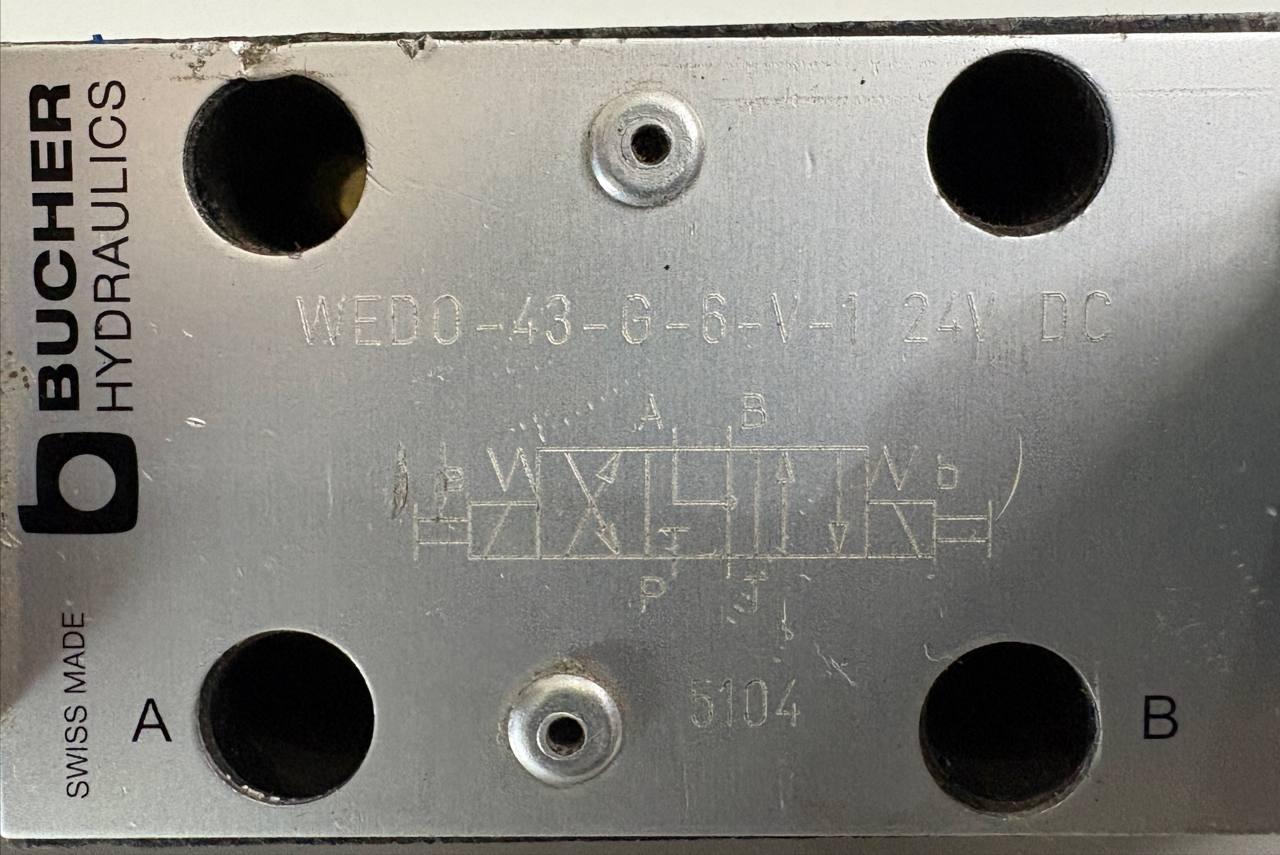 BUCHER
HYDRAULICS
SWISS MADE
WEDO-43-G-6-V-1 24V DC
A B
a b
P T
5104
A B